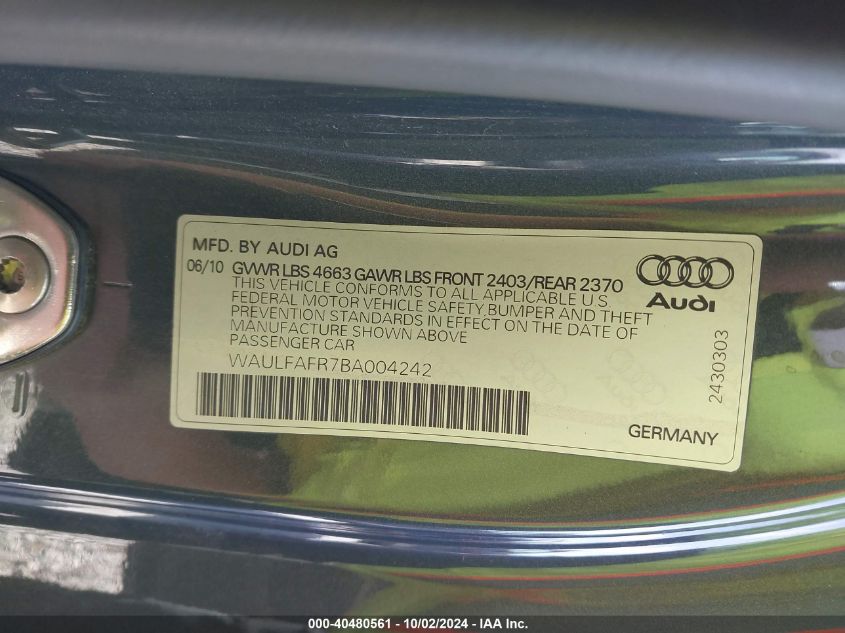 MFD. BY AUDI AG
06/10 GVWR LBS 4663 GAWR LBS FRONT 2403/REAR 2370
THIS VEHICLE CONFORMS TO ALL APPLICABLE U.S.
FEDERAL MOTOR VEHICLE SAFETY,BUMPER AND THEFT
PREVENTION STANDARDS IN EFFECT ON THE DATE OF
MANUFACTURE SHOWN ABOVE
PASSENGER CAR
WAULFAFR7BA004242
Audi
2430303
GERMANY
000-40480561 - 10/02/2024 - IAA Inc.